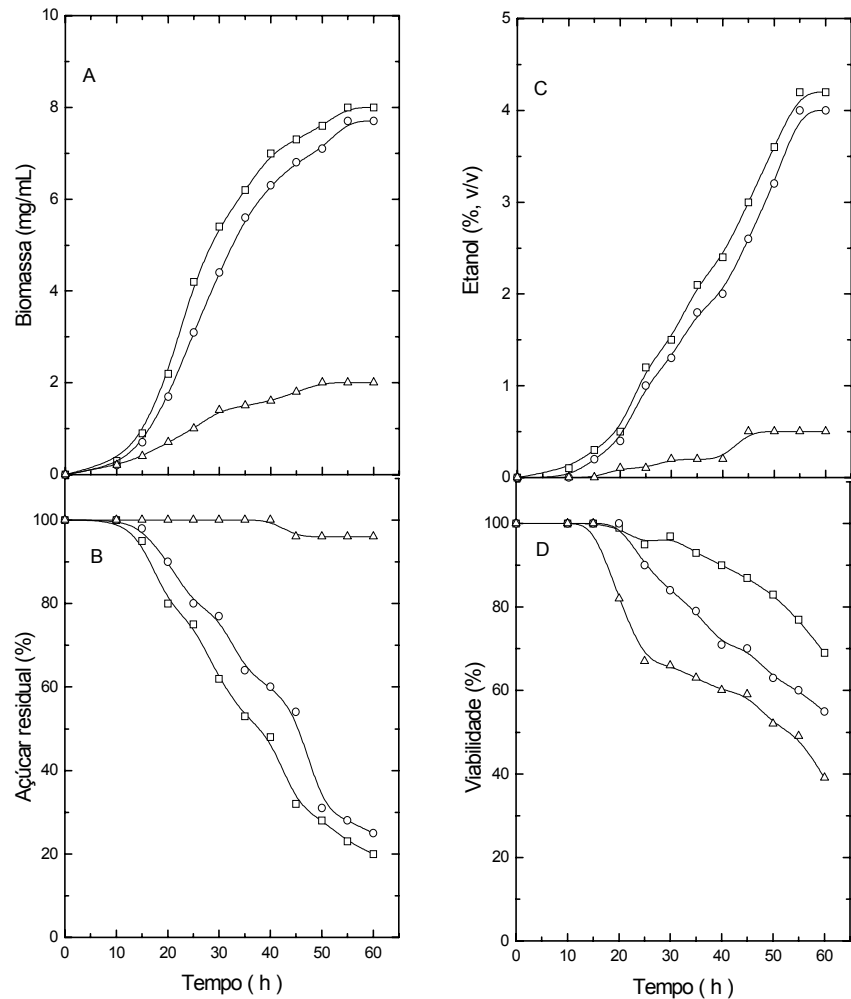 A
Biomassa (mg/mL)
10
8
6
4
2
0
B
Açúcar residual (%)
100
80
60
40
20
0
0 10 20 30 40 50 60
Tempo ( h )
C
Etanol (%, v/v)
5
4
3
2
1
0
D
Viabilidade (%)
100
80
60
40
20
0
0 10 20 30 40 50 60
Tempo ( h )